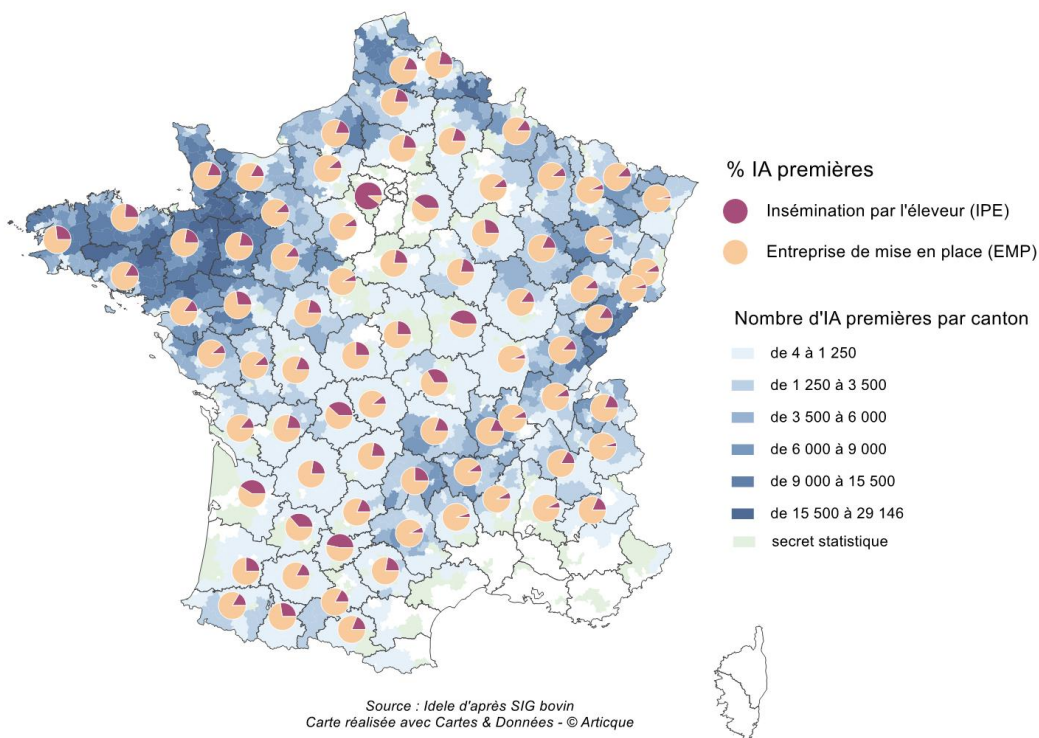 % IA premières
Insémination par l'éleveur (IPE)
Entreprise de mise en place (EMP)
Nombre d'IA premières par canton
de 4 à 1 250
de 1 250 à 3 500
de 3 500 à 6 000
de 6 000 à 9 000
de 9 000 à 15 500
de 15 500 à 29 146
secret statistique
Source : Idele d'après SIG bovin
Carte réalisée avec Cartes & Données - © Articque